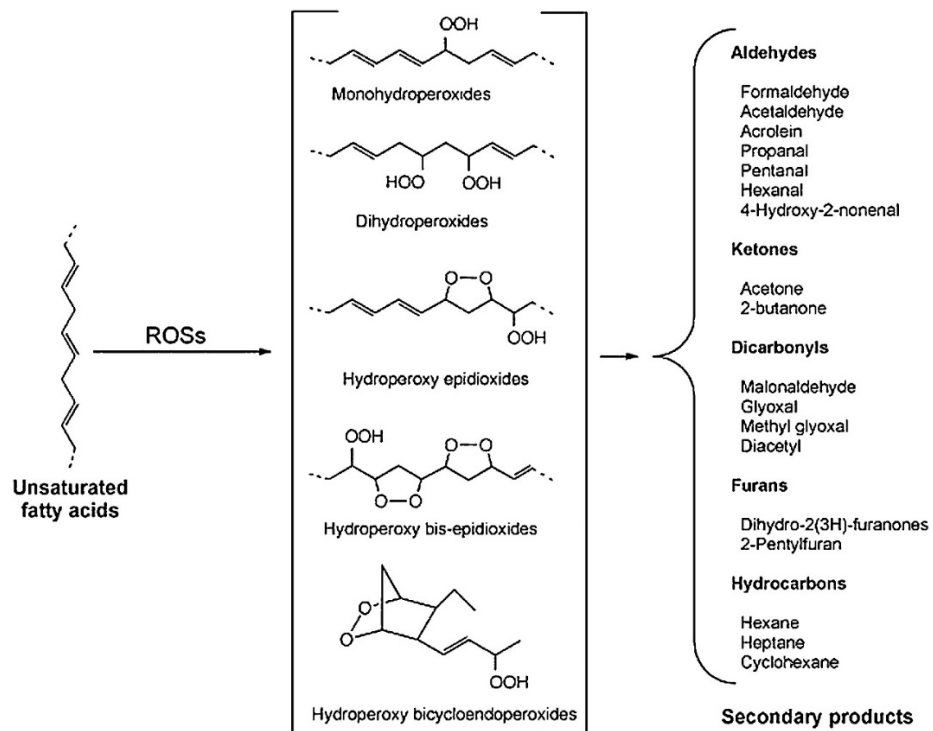 Unsaturated
fatty acids
ROSs
OOH
Monohydroperoxides
HOO
OOH
Dihydroperoxides
O
O
OOH
Hydroperoxy epidioxides
OOH
O
O
O
O
Hydroperoxy bis-epidioxides
O
O
OOH
Hydroperoxy bicycloendoperoxides
Aldehydes
Formaldehyde
Acetaldehyde
Acrolein
Propanal
Pentanal
Hexanal
4-Hydroxy-2-nonenal
Ketones
Acetone
2-butanone
Dicarbonyls
Malonaldehyde
Glyoxal
Methyl glyoxal
Diacetyl
Furans
Dihydro-2(3H)-furanones
2-Pentylfuran
Hydrocarbons
Hexane
Heptane
Cyclohexane
Secondary products